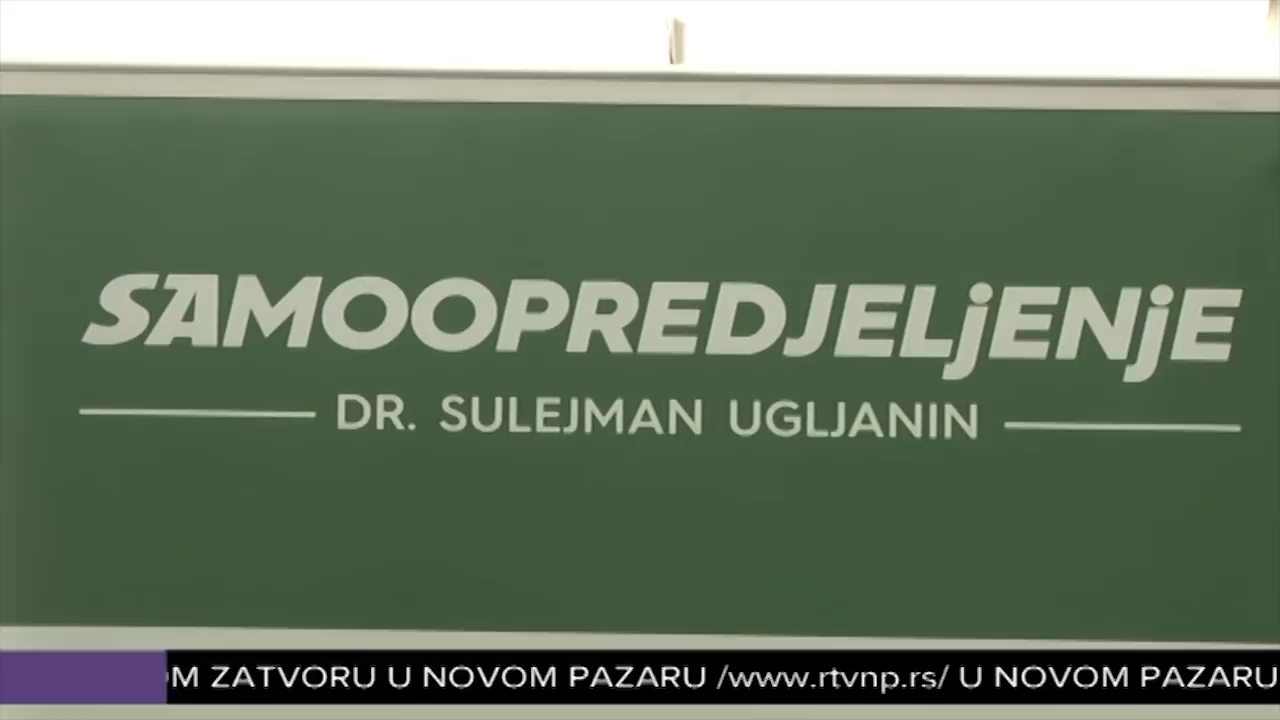 SAMOOPREDJELjENjE
DR. SULEJMAN UGLJANIN
ZATVORU U NOVOM PAZARU /www.rtvnp.rs/ U NOVOM PAZARU